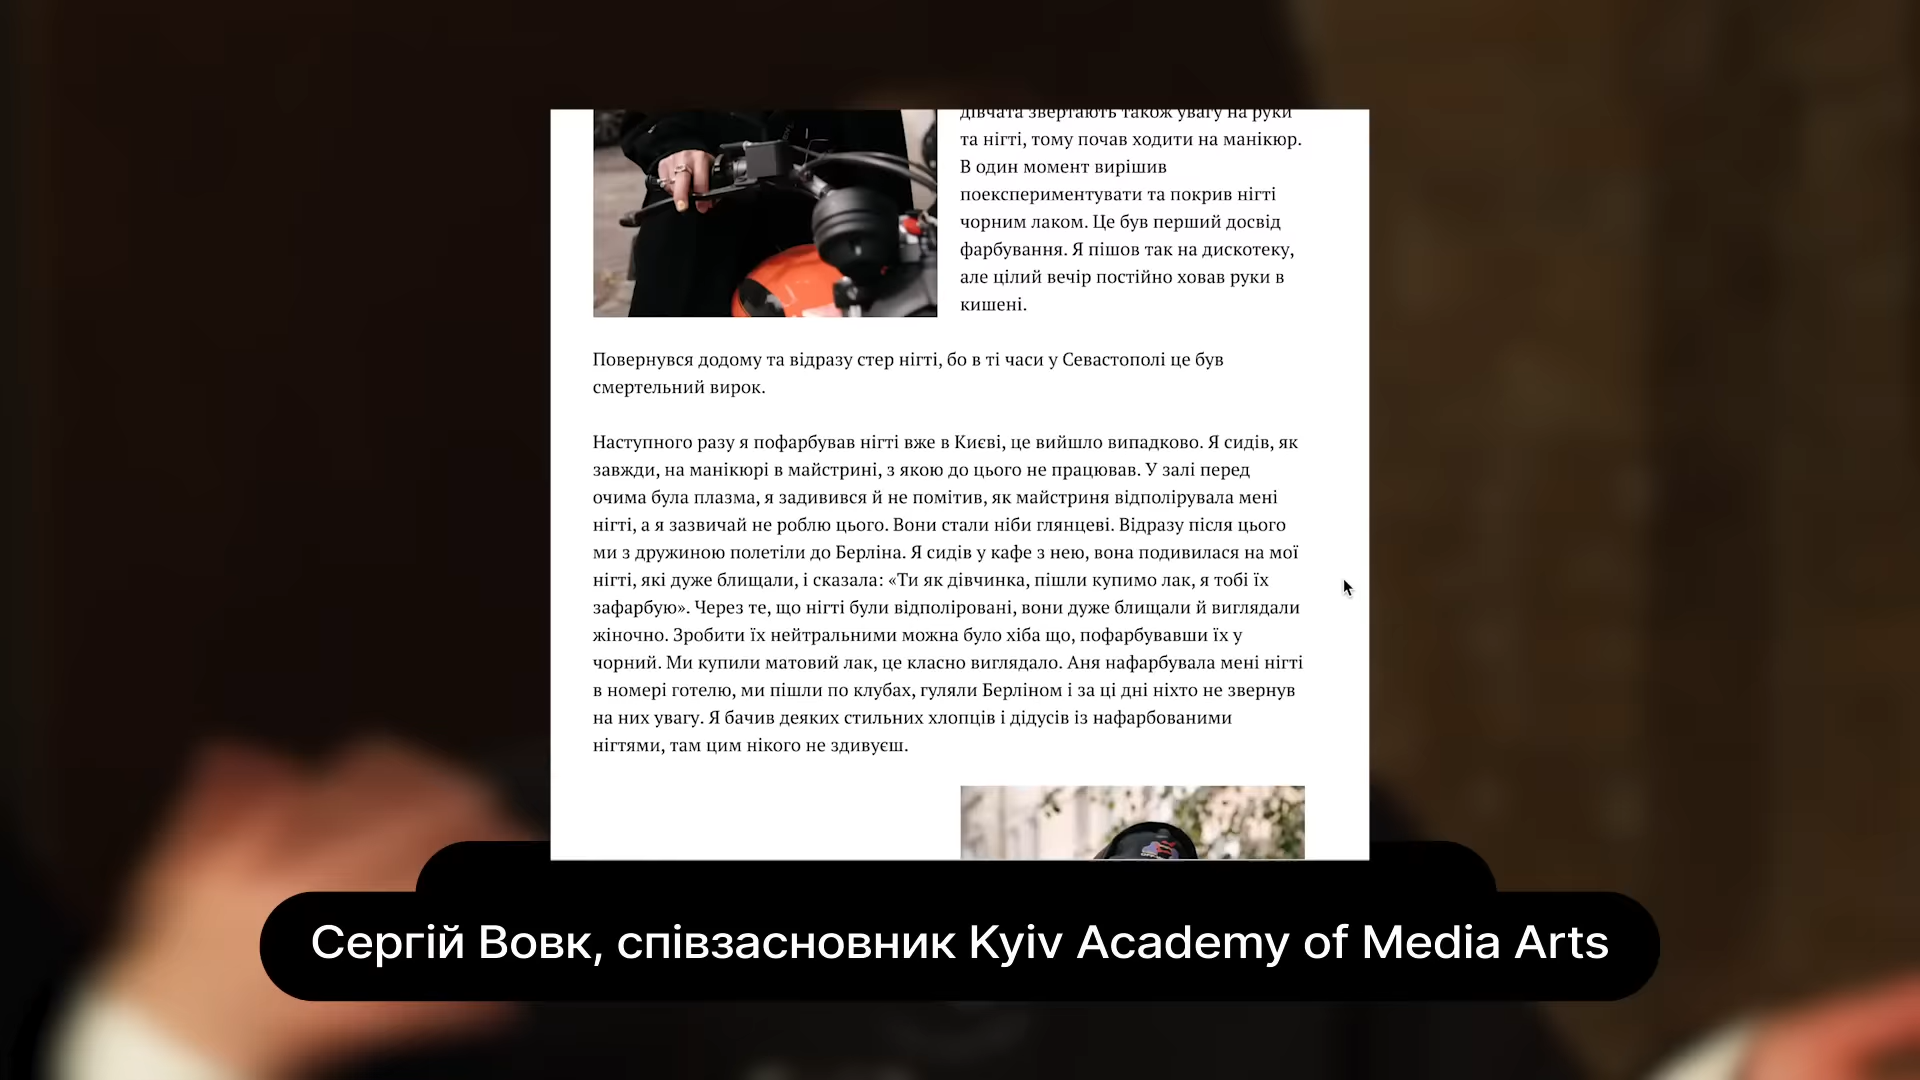 дівчата звертають також увагу на руки
та нігті, тому почав ходити на манікюр.
В один момент вирішив
поекспериментувати та покрив нігті
чорним лаком. Це був перший досвід
фарбування. Я пішов так на дискотеку,
але цілий вечір постійно ховав руки в
кишені.
Повернувся додому та відразу стер нігті, бо в ті часи у Севастополі це був
смертельний вирок.
Наступного разу я пофарбував нігті вже в Києві, це вийшло випадково. Я сидів, як
завжди, на манікюрі в майстрині, з якою до цього не працював. У залі перед
очима була плазма, я задивився й не помітив, як майстриня відполірувала мені
нігті, а я зазвичай не роблю цього. Вони стали ніби глянцеві. Відразу після цього
ми з дружиною полетіли до Берліна. Я сидів у кафе з нею, вона подивилася на мої
нігті, які дуже блищали, і сказала: «Ти як дівчинка, пішли купимо лак, я тобі їх
зафарбую». Через те, що нігті були відполіровані, вони дуже блищали й виглядали
жіночно. Зробити їх нейтральними можна було хіба що, пофарбувавши їх у
чорний. Ми купили матовий лак, це класно виглядало. Аня нафарбувала мені нігті
в номері готелю, ми пішли по клубах, гуляли Берліном і за ці дні ніхто не звернув
на них увагу. Я бачив деяких стильних хлопців і дідусів із нафарбованими
нігтями, там цим нікого не здивуєш.
Сергій Вовк, співзасновник Kyiv Academy of Media Arts